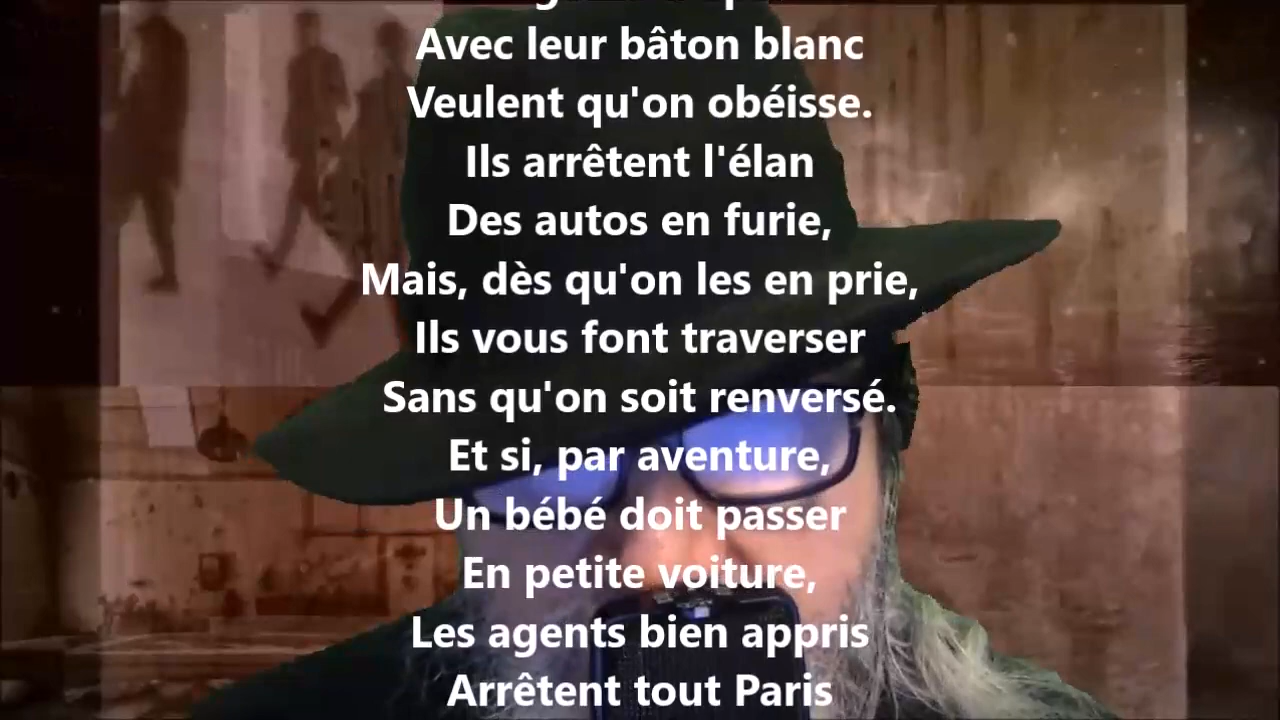 Avec leur bâton blanc
Veulent qu'on obéisse.
Ils arrêtent l'élan
Des autos en furie,
Mais, dès qu'on les en prie,
Ils vous font traverser
Sans qu'on soit renversé.
Et si, par aventure,
Un bébé doit passer
En petite voiture,
Les agents bien appris
Arrêtent tout Paris